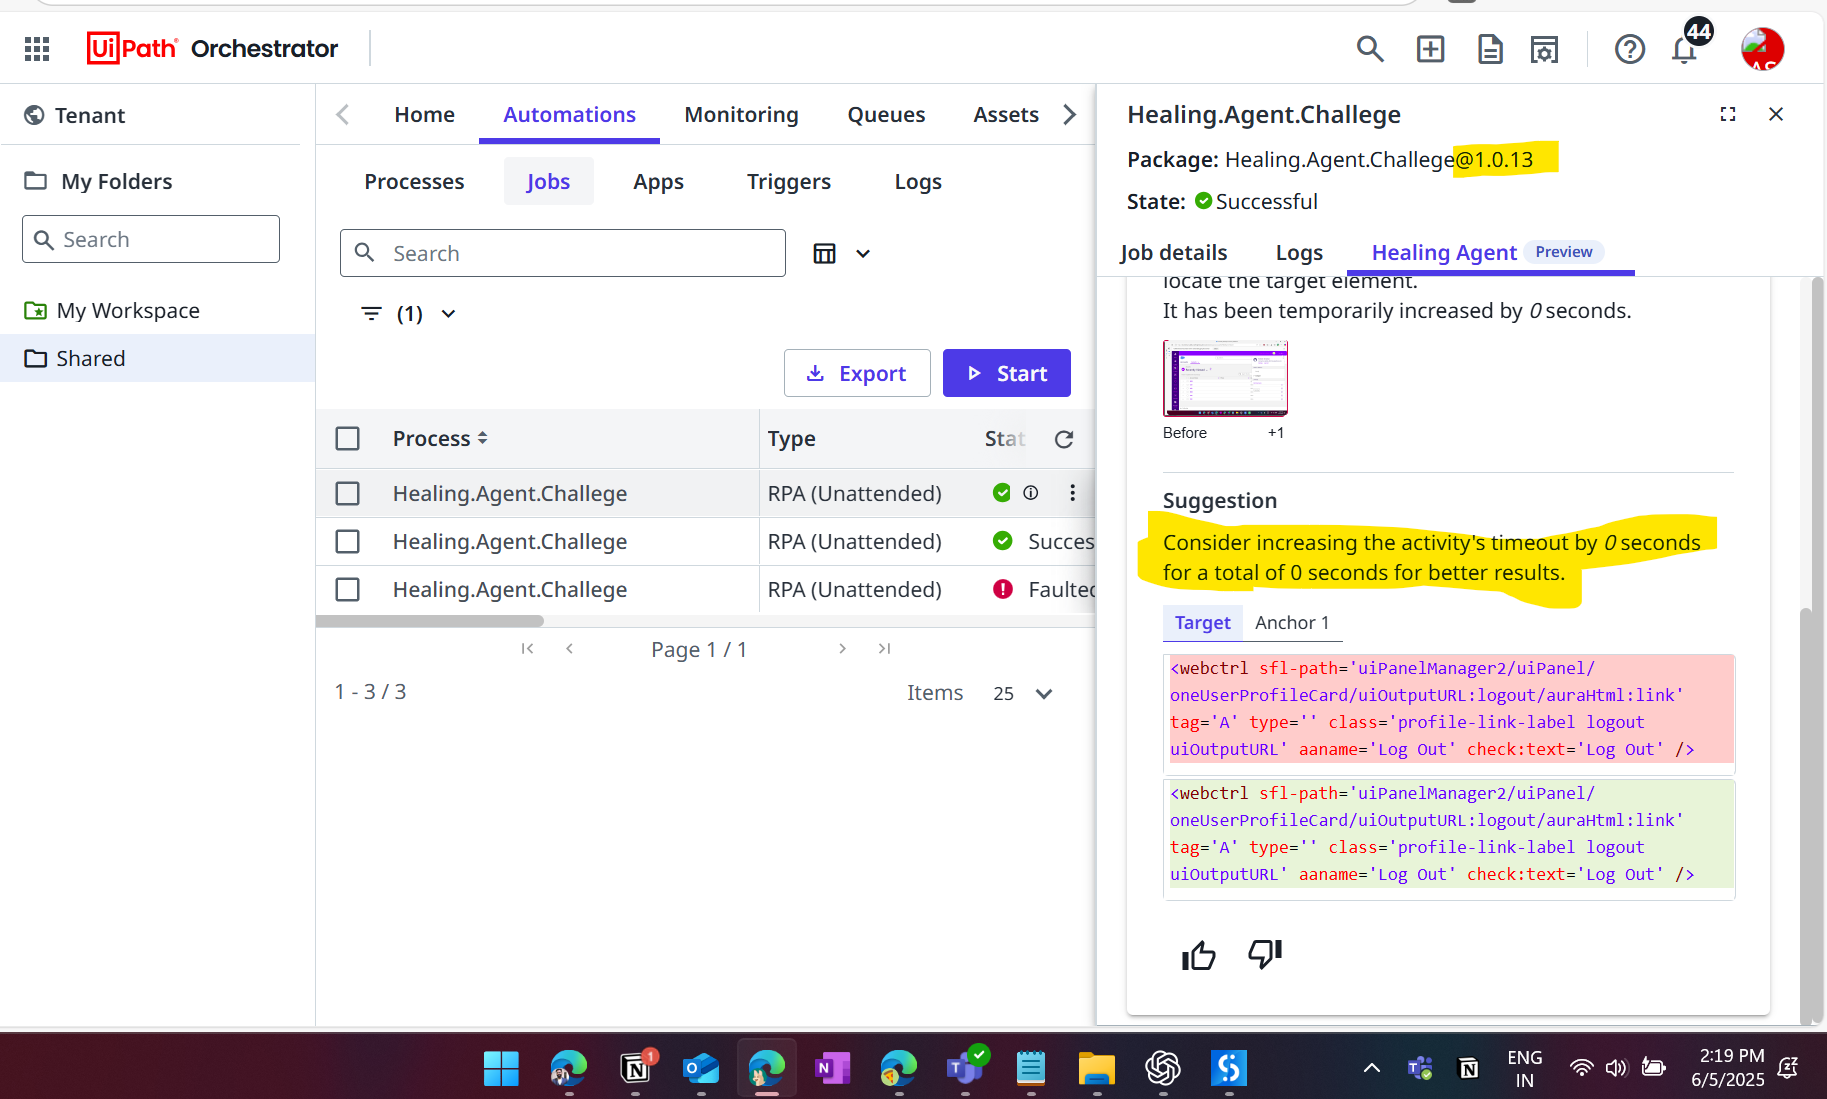 UiPath Orchestrator
44
Tenant
My Folders
Search
My Workspace
Shared
Home
Automations
Monitoring
Queues
Assets
Processes
Jobs
Apps
Triggers
Logs
Search
(1)
Export
Start
Process
Type
Stat
Healing.Agent.Challege
RPA (Unattended)
Healing.Agent.Challege
RPA (Unattended)
Succes
Healing.Agent.Challege
RPA (Unattended)
Faulted
Page 1 / 1
1 - 3 / 3
Items
25
Healing.Agent.Challege
Package: Healing.Agent.Challege@1.0.13
State: Successful
Job details
Logs
Healing Agent
Preview
locate the target element.
It has been temporarily increased by 0 seconds.
Before
+1
Suggestion
Consider increasing the activity's timeout by 0 seconds
for a total of 0 seconds for better results.
Target
Anchor 1
<webctrl sfl-path='uiPanelManager2/uiPanel/
oneUserProfileCard/uiOutputURL:logout/auraHtml:link'
tag='A' type='' class='profile-link-label logout
uiOutputURL' aaname='Log Out' check:text='Log Out' />
<webctrl sfl-path='uiPanelManager2/uiPanel/
oneUserProfileCard/uiOutputURL:logout/auraHtml:link'
tag='A' type='' class='profile-link-label logout
uiOutputURL' aaname='Log Out' check:text='Log Out' />
1
ENG
IN
2:19 PM
6/5/2025